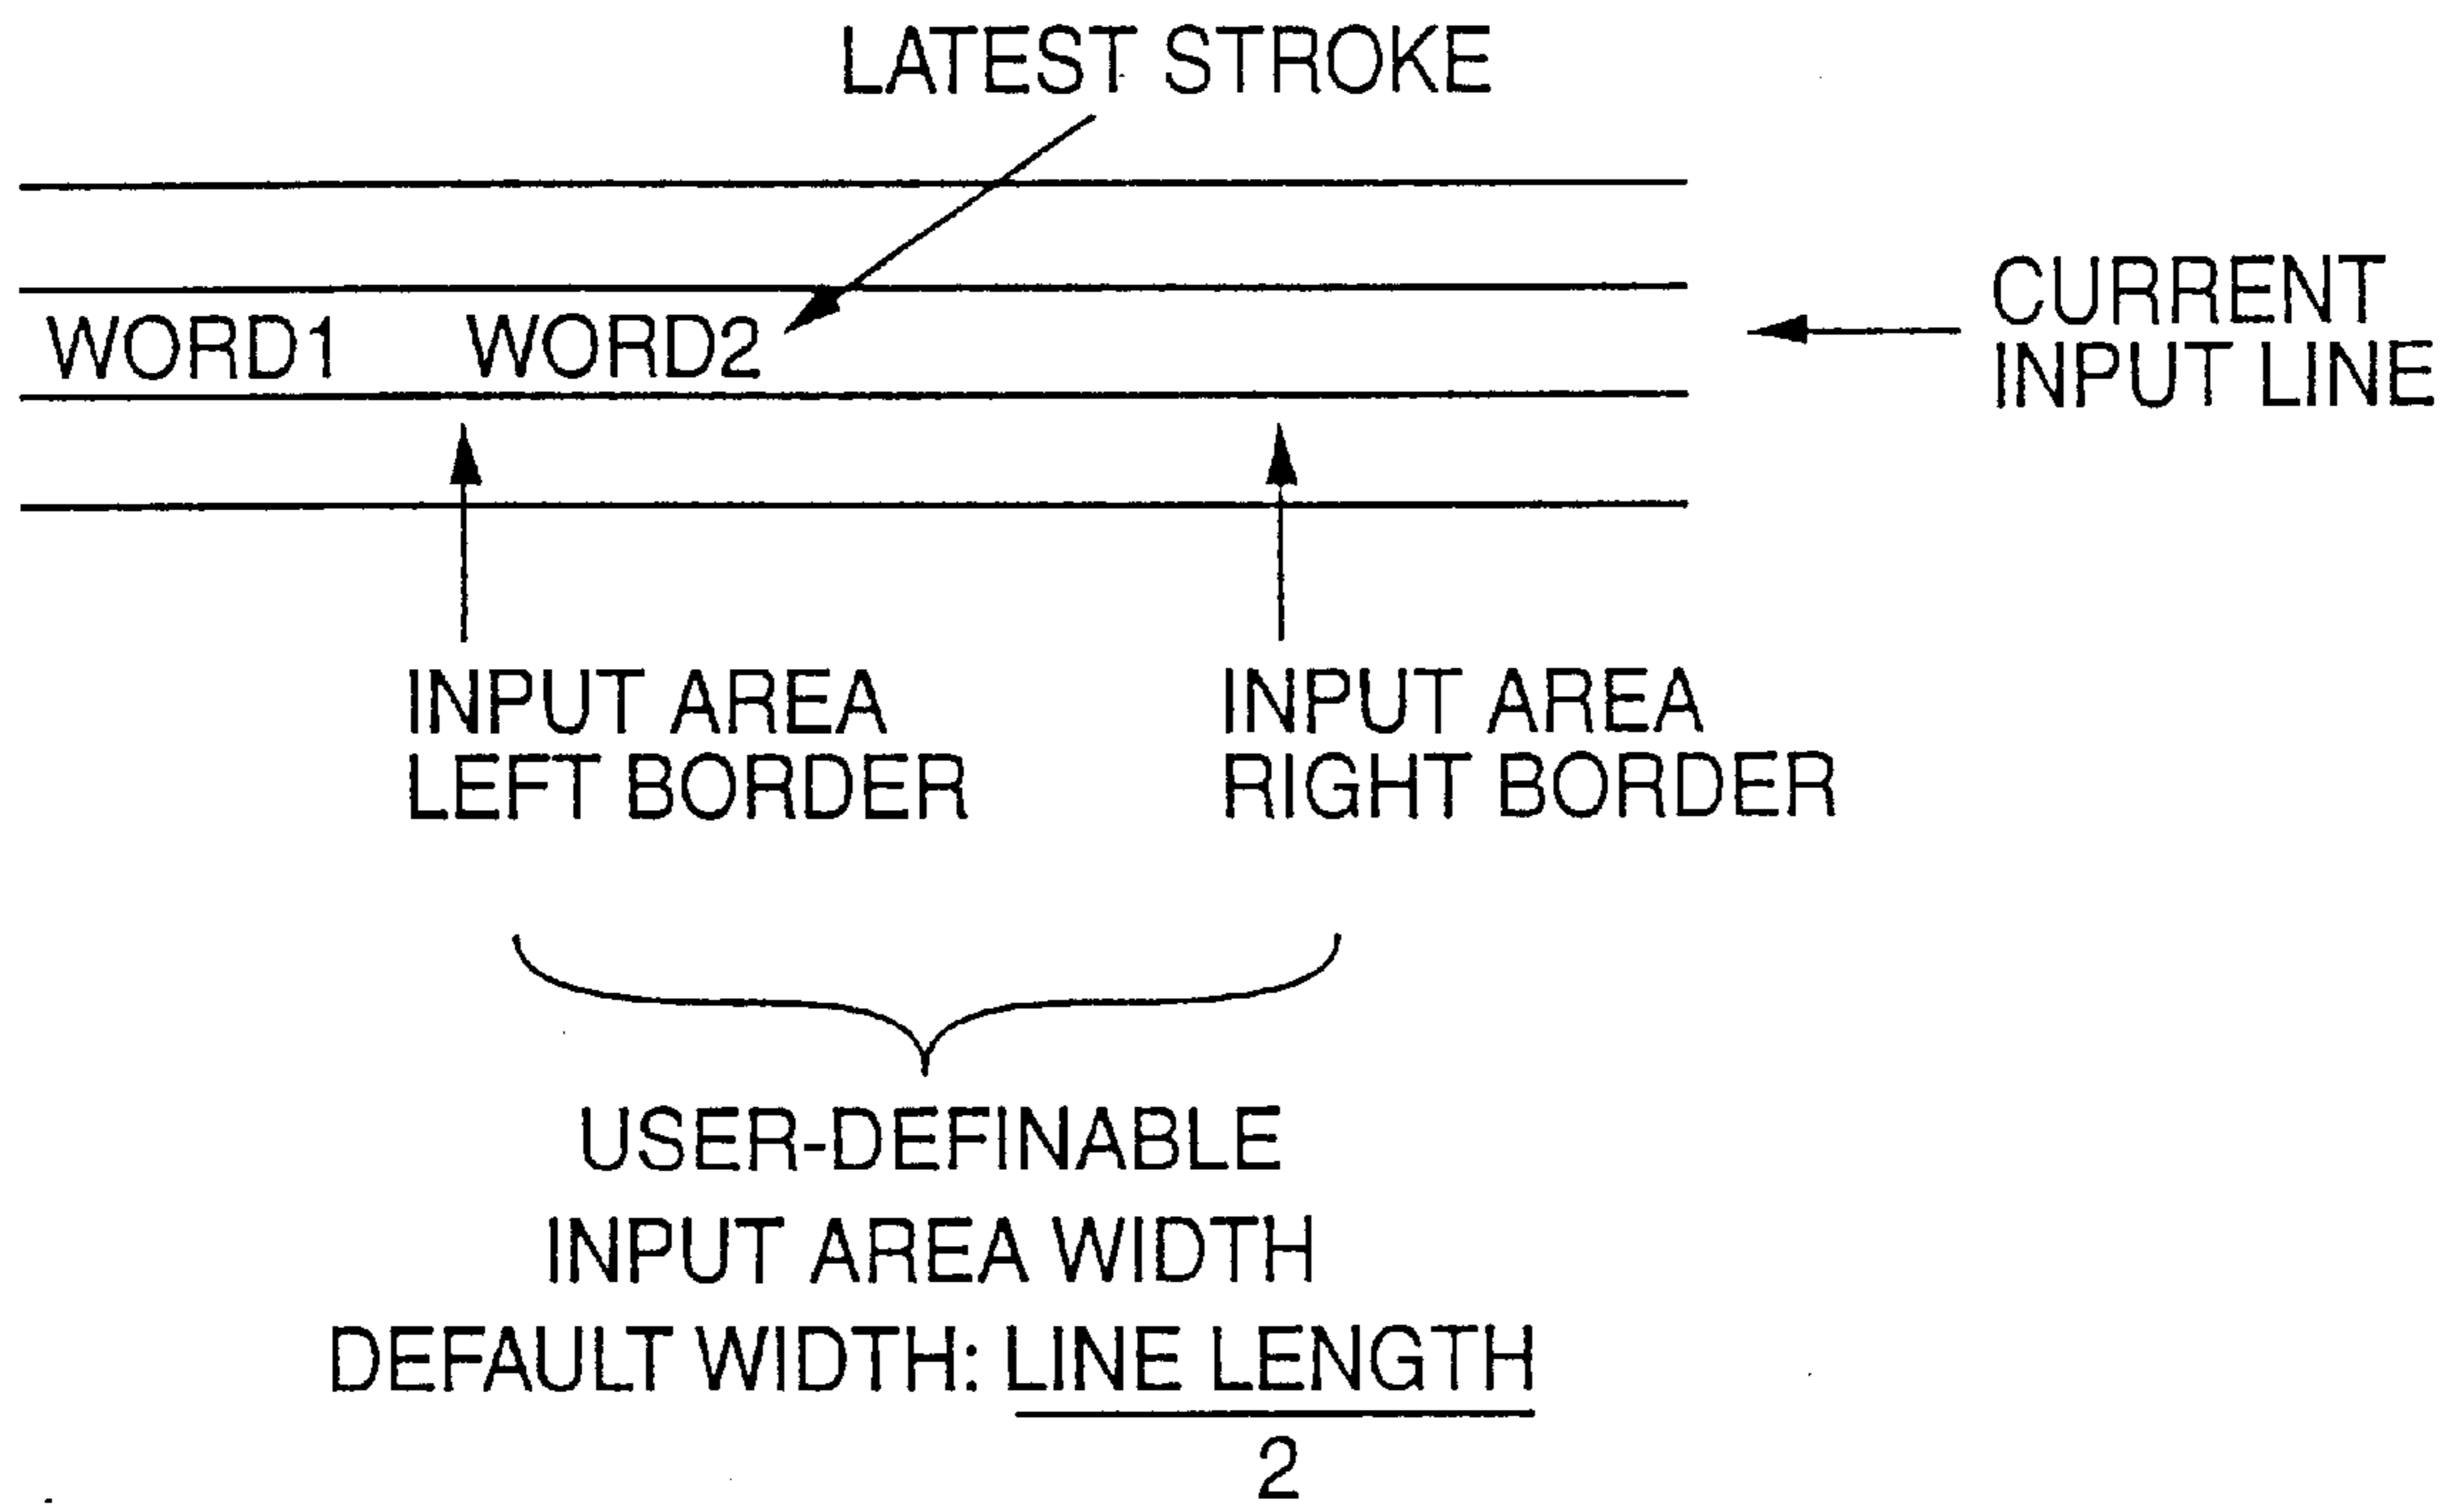 LATEST STROKE
CURRENT
INPUT LINE
WORD1 WORD2
INPUT AREA
LEFT BORDER
INPUT AREA
RIGHT BORDER
USER-DEFINABLE
INPUT AREA WIDTH
DEFAULT WIDTH: LINE LENGTH
2